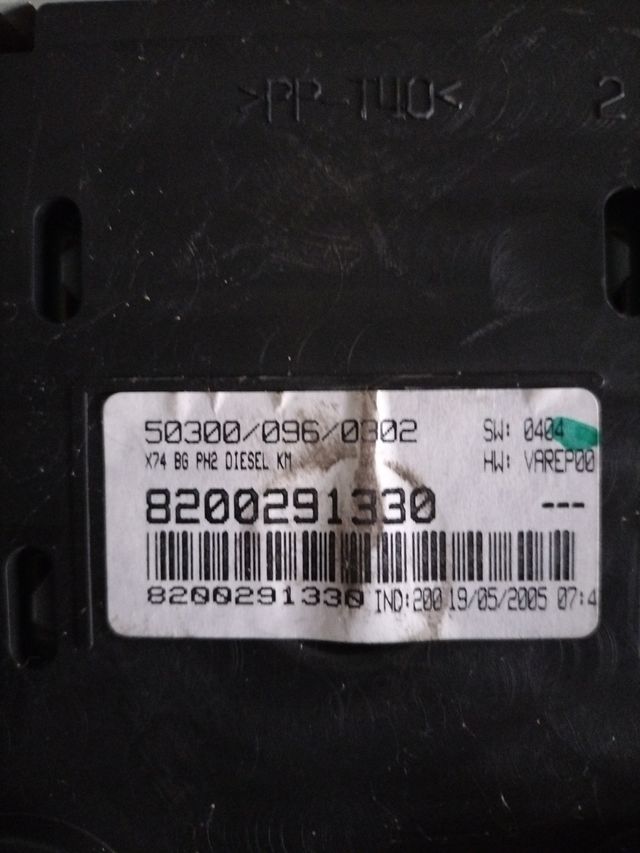 >PP-T40<
2
50300/096/0302
SW: 0404
X74 BG PH2 DIESEL KM
HW: VAREP00
8200291330
---
8200291330 IND:200 19/05/2005 07:4